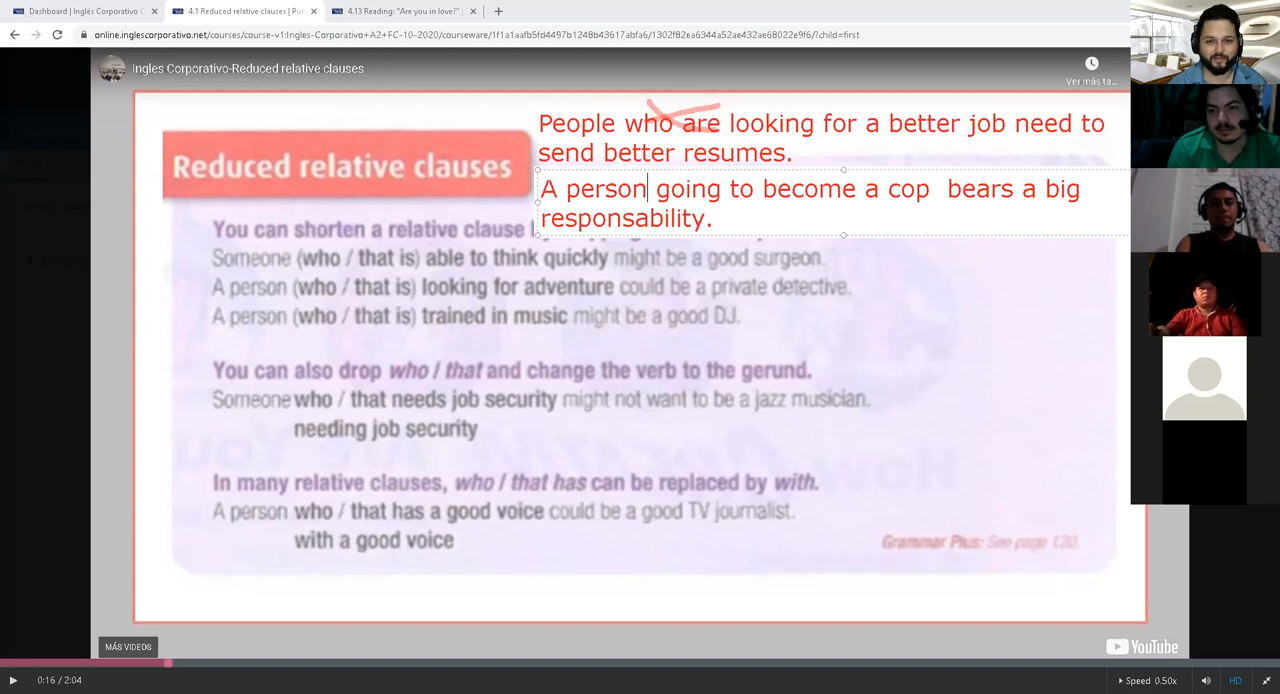 Dashboard | Inglés Corporativo C
4.1 Reduced relative clauses | Pu
4.13 Reading: "Are you in love?" |
online.inglescorporativo.net/courses/course-v1:Ingles-Corporativo+A2+FC-10-2020/
?child=first
Ingles Corporativo-Reduced relative clauses
Ver más ta...
People who are looking for a better job need to
send better resumes.
Reduced relative clauses
A person going to become a cop bears a big
responsability.
You can shorten a relative clause
Someone (who / that is) able to think quickly might be a good surgeon.
A person (who / that is) looking for adventure could be a private detective.
A person (who / that is) trained in music might be a good DJ.
You can also drop who / that and change the verb to the gerund.
Someone who / that needs job security might not want to be a jazz musician.
needing job security
In many relative clauses, who / that has can be replaced by with.
A person who / that has a good voice could be a good TV journalist.
with a good voice
Grammar Plus: See page 120.
MÁS VIDEOS
YouTube
0:16 / 2:04
Speed 0.50x
HD